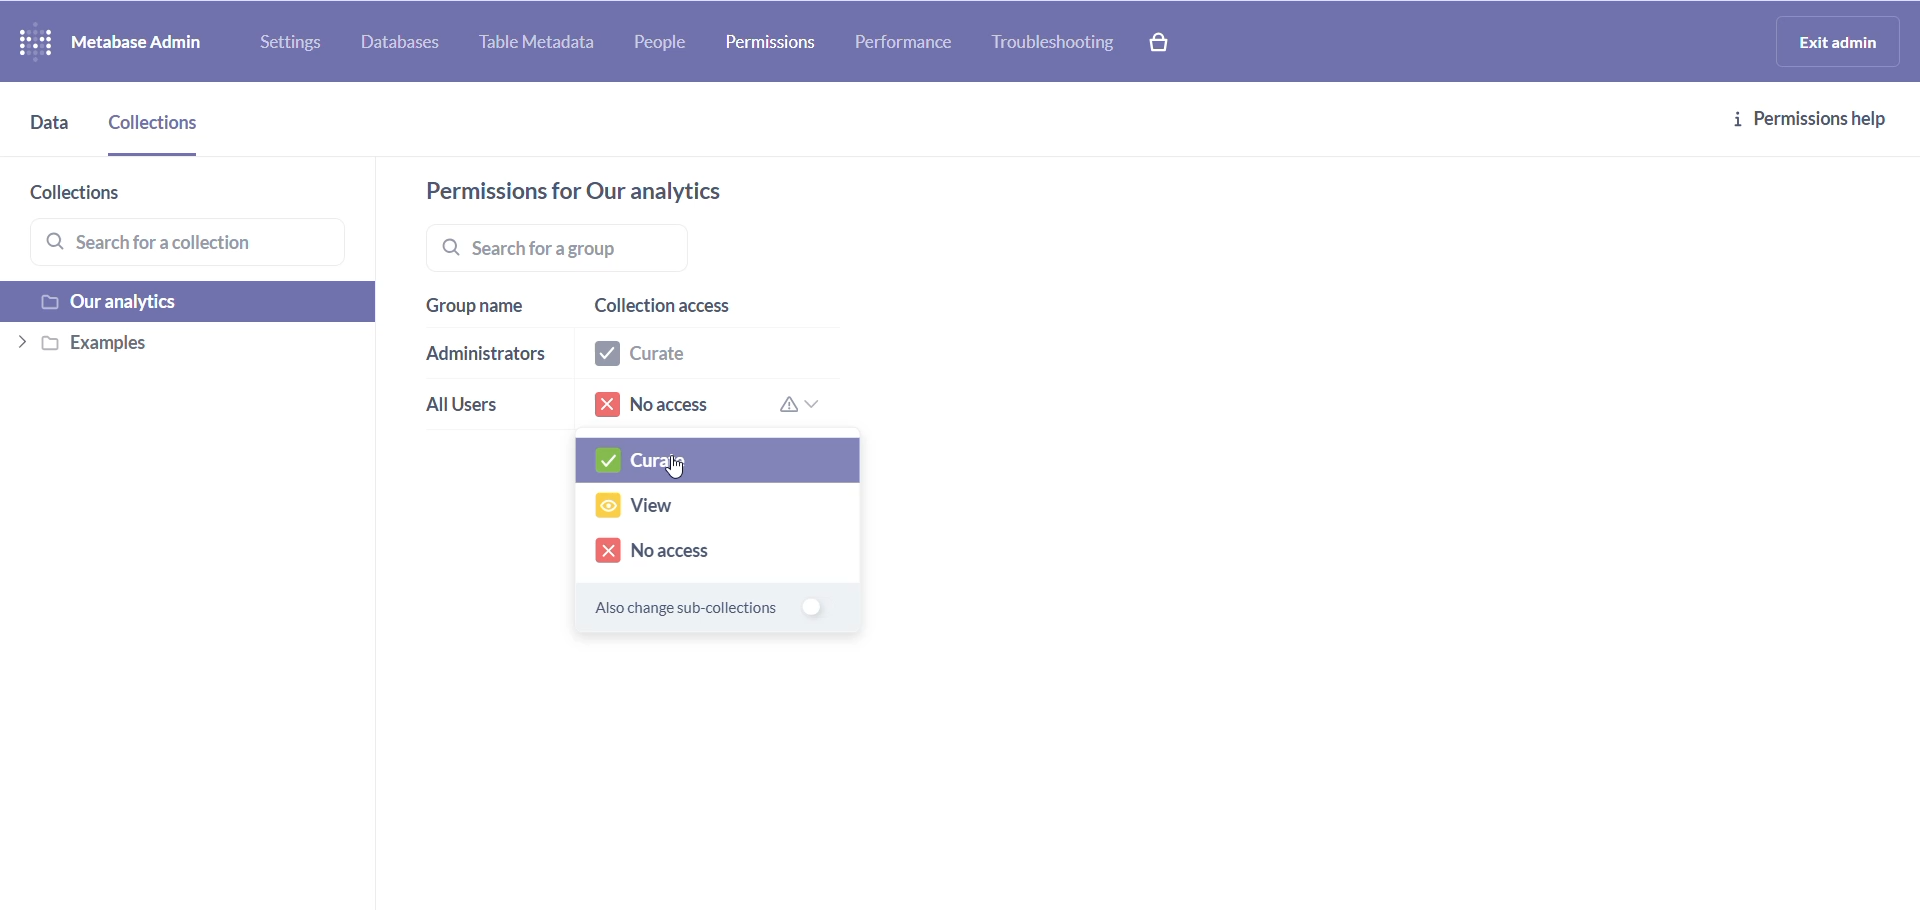 Metabase Admin Settings Databases Table Metadata People Permissions Performance Troubleshooting Exit admin
Data Collections Permissions help
Collections
Search for a collection
Our analytics
Examples
Permissions for Our analytics
Search for a group
Group name Collection access
Administrators Curate
All Users No access
Curate
View
No access
Also change sub-collections